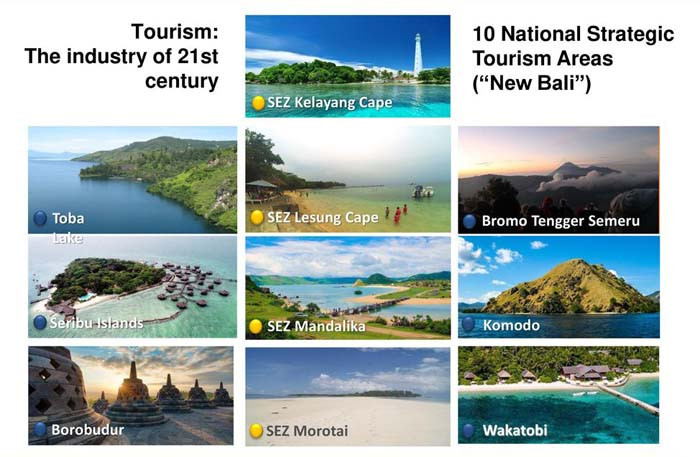 Tourism:
The industry of 21st
century
10 National Strategic
Tourism Areas
(“New Bali”)
SEZ Kelayang Cape
Toba
Lake
SEZ Lesung Cape
Bromo Tengger Semeru
Seribu Islands
SEZ Mandalika
Komodo
Borobudur
SEZ Morotai
Wakatobi